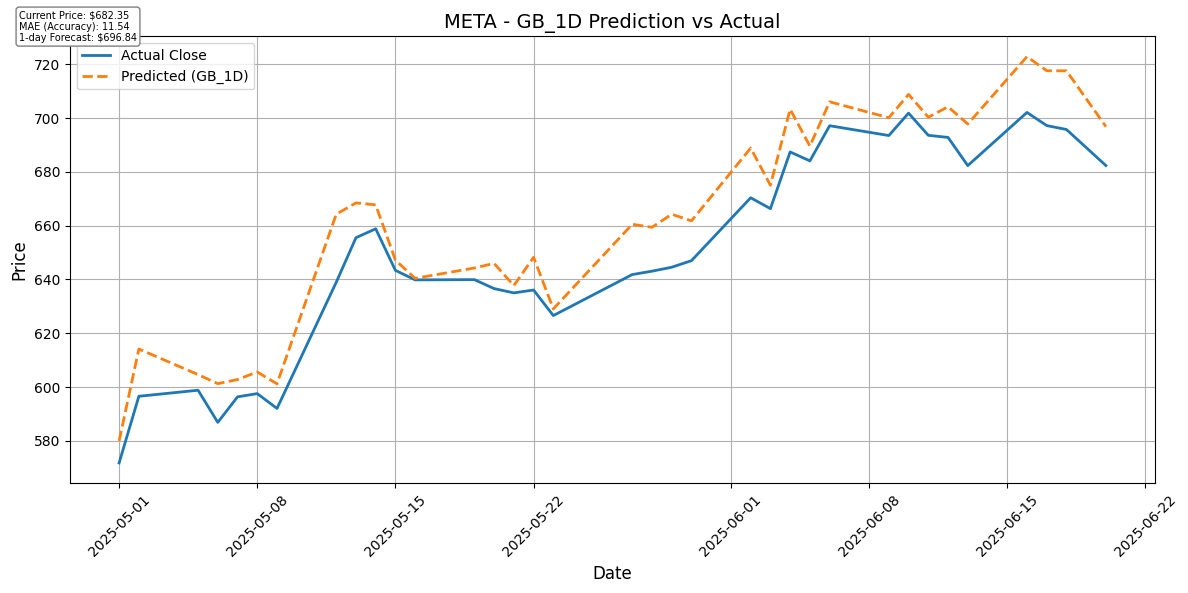 Current Price: $682.35
MAE (Accuracy): 11.54
1-day Forecast: $696.84
META - GB_1D Prediction vs Actual
Actual Close
Predicted (GB_1D)
Price
720
700
680
660
640
620
600
580
2025-05-01
2025-05-08
2025-05-15
2025-05-22
2025-06-01
2025-06-08
2025-06-15
2025-06-22
Date